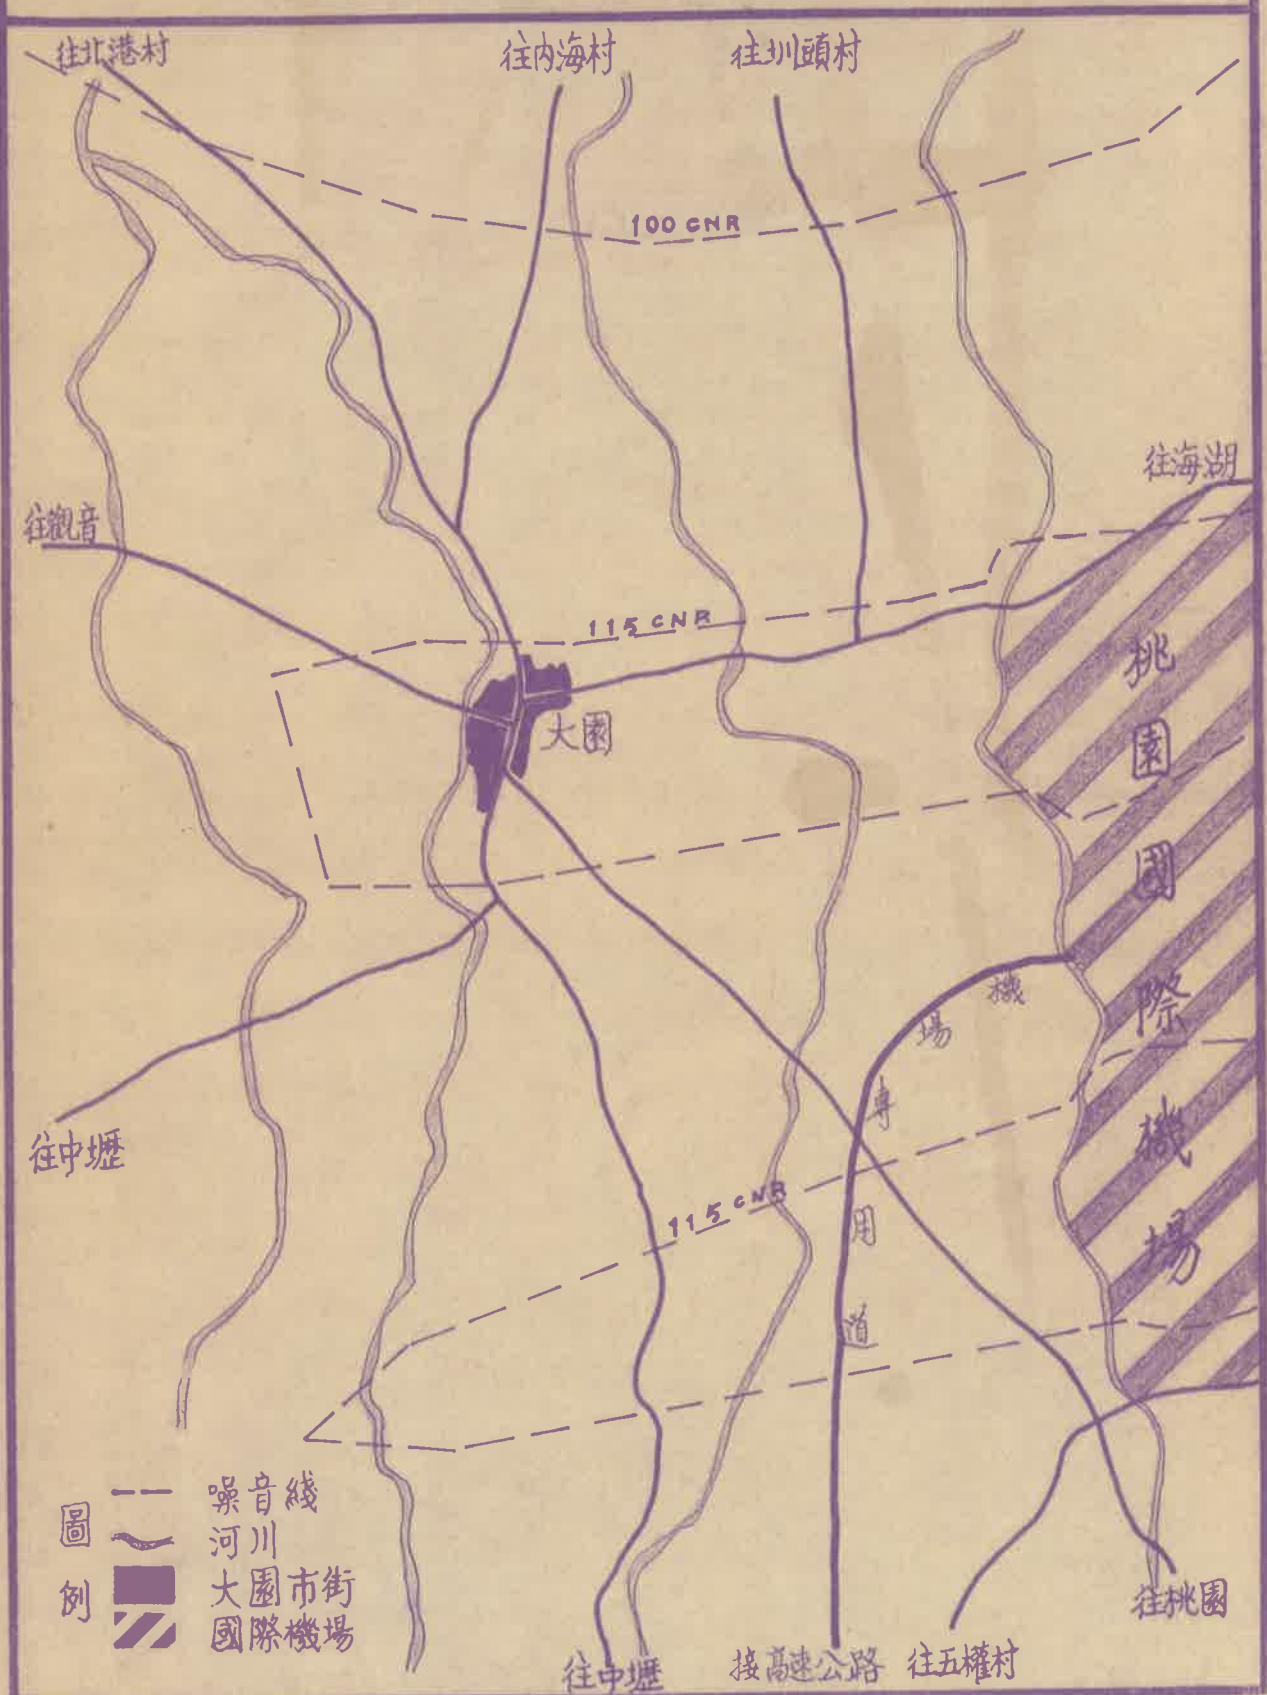 往北港村
往内海村
往圳頭村
100 CNR
往海湖
往觀音
115 CNR
大園
桃園國際機場
機場專用道
往中壢
115 CNR
圖例
噪音綫
河川
大園市街
國際機場
往中壢
接高速公路
往五權村
往桃園